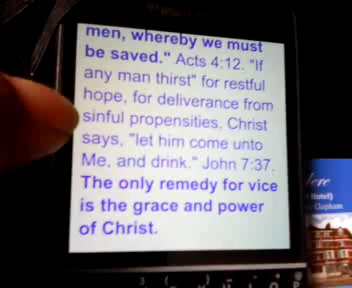 men, whereby we must
be saved." Acts 4:12. "If
any man thirst" for restful
hope, for deliverance from
sinful propensities, Christ
says, "let him come unto
Me, and drink." John 7:37.
The only remedy for vice
is the grace and power
of Christ.
Hotel)
Clapham